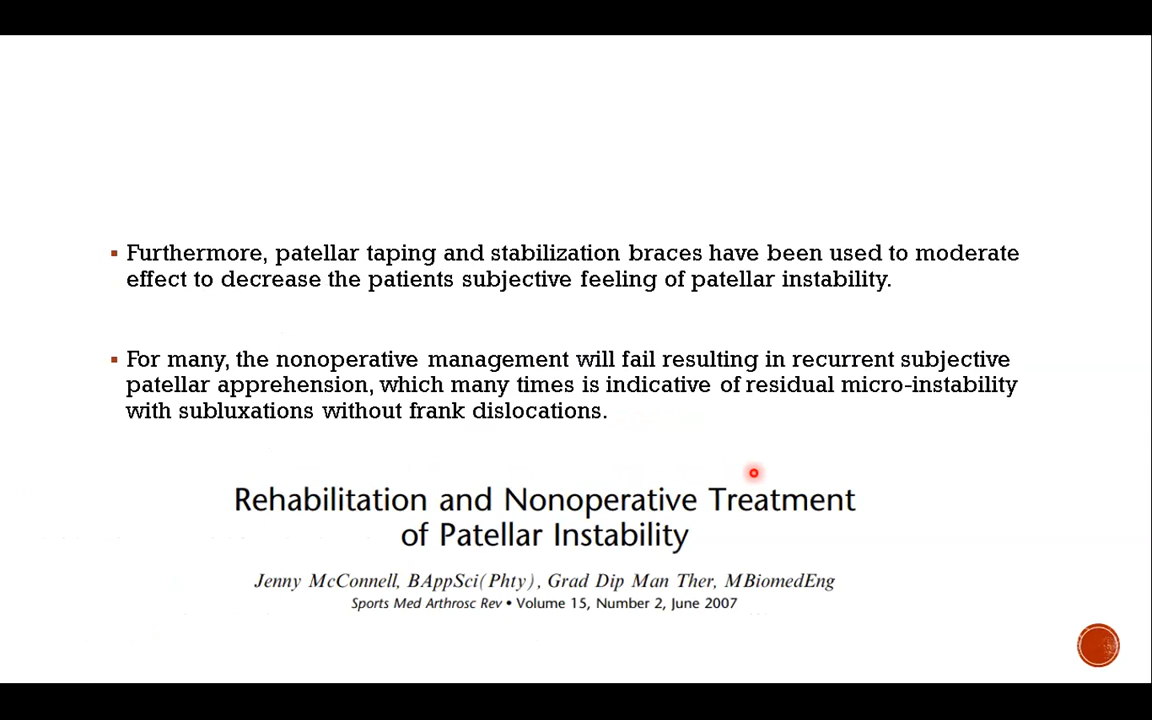 Furthermore, patellar taping and stabilization braces have been used to moderate
effect to decrease the patients subjective feeling of patellar instability.
For many, the nonoperative management will fail resulting in recurrent subjective
patellar apprehension, which many times is indicative of residual micro-instability
with subluxations without frank dislocations.
Rehabilitation and Nonoperative Treatment
of Patellar Instability
Jenny McConnell, BAppSci(Phty), Grad Dip Man Ther, MBiomedEng
Sports Med Arthrosc Rev • Volume 15, Number 2, June 2007